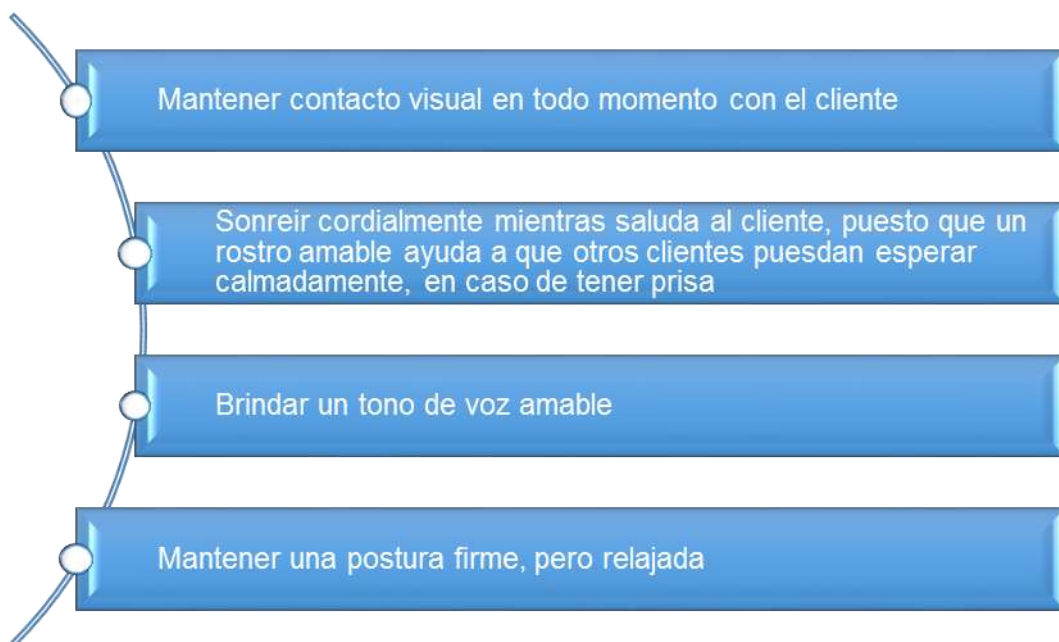 Mantener contacto visual en todo momento con el cliente
Sonreir cordialmente mientras saluda al cliente, puesto que un
rostro amable ayuda a que otros clientes puesdan esperar
calmadamente, en caso de tener prisa
Brindar un tono de voz amable
Mantener una postura firme, pero relajada